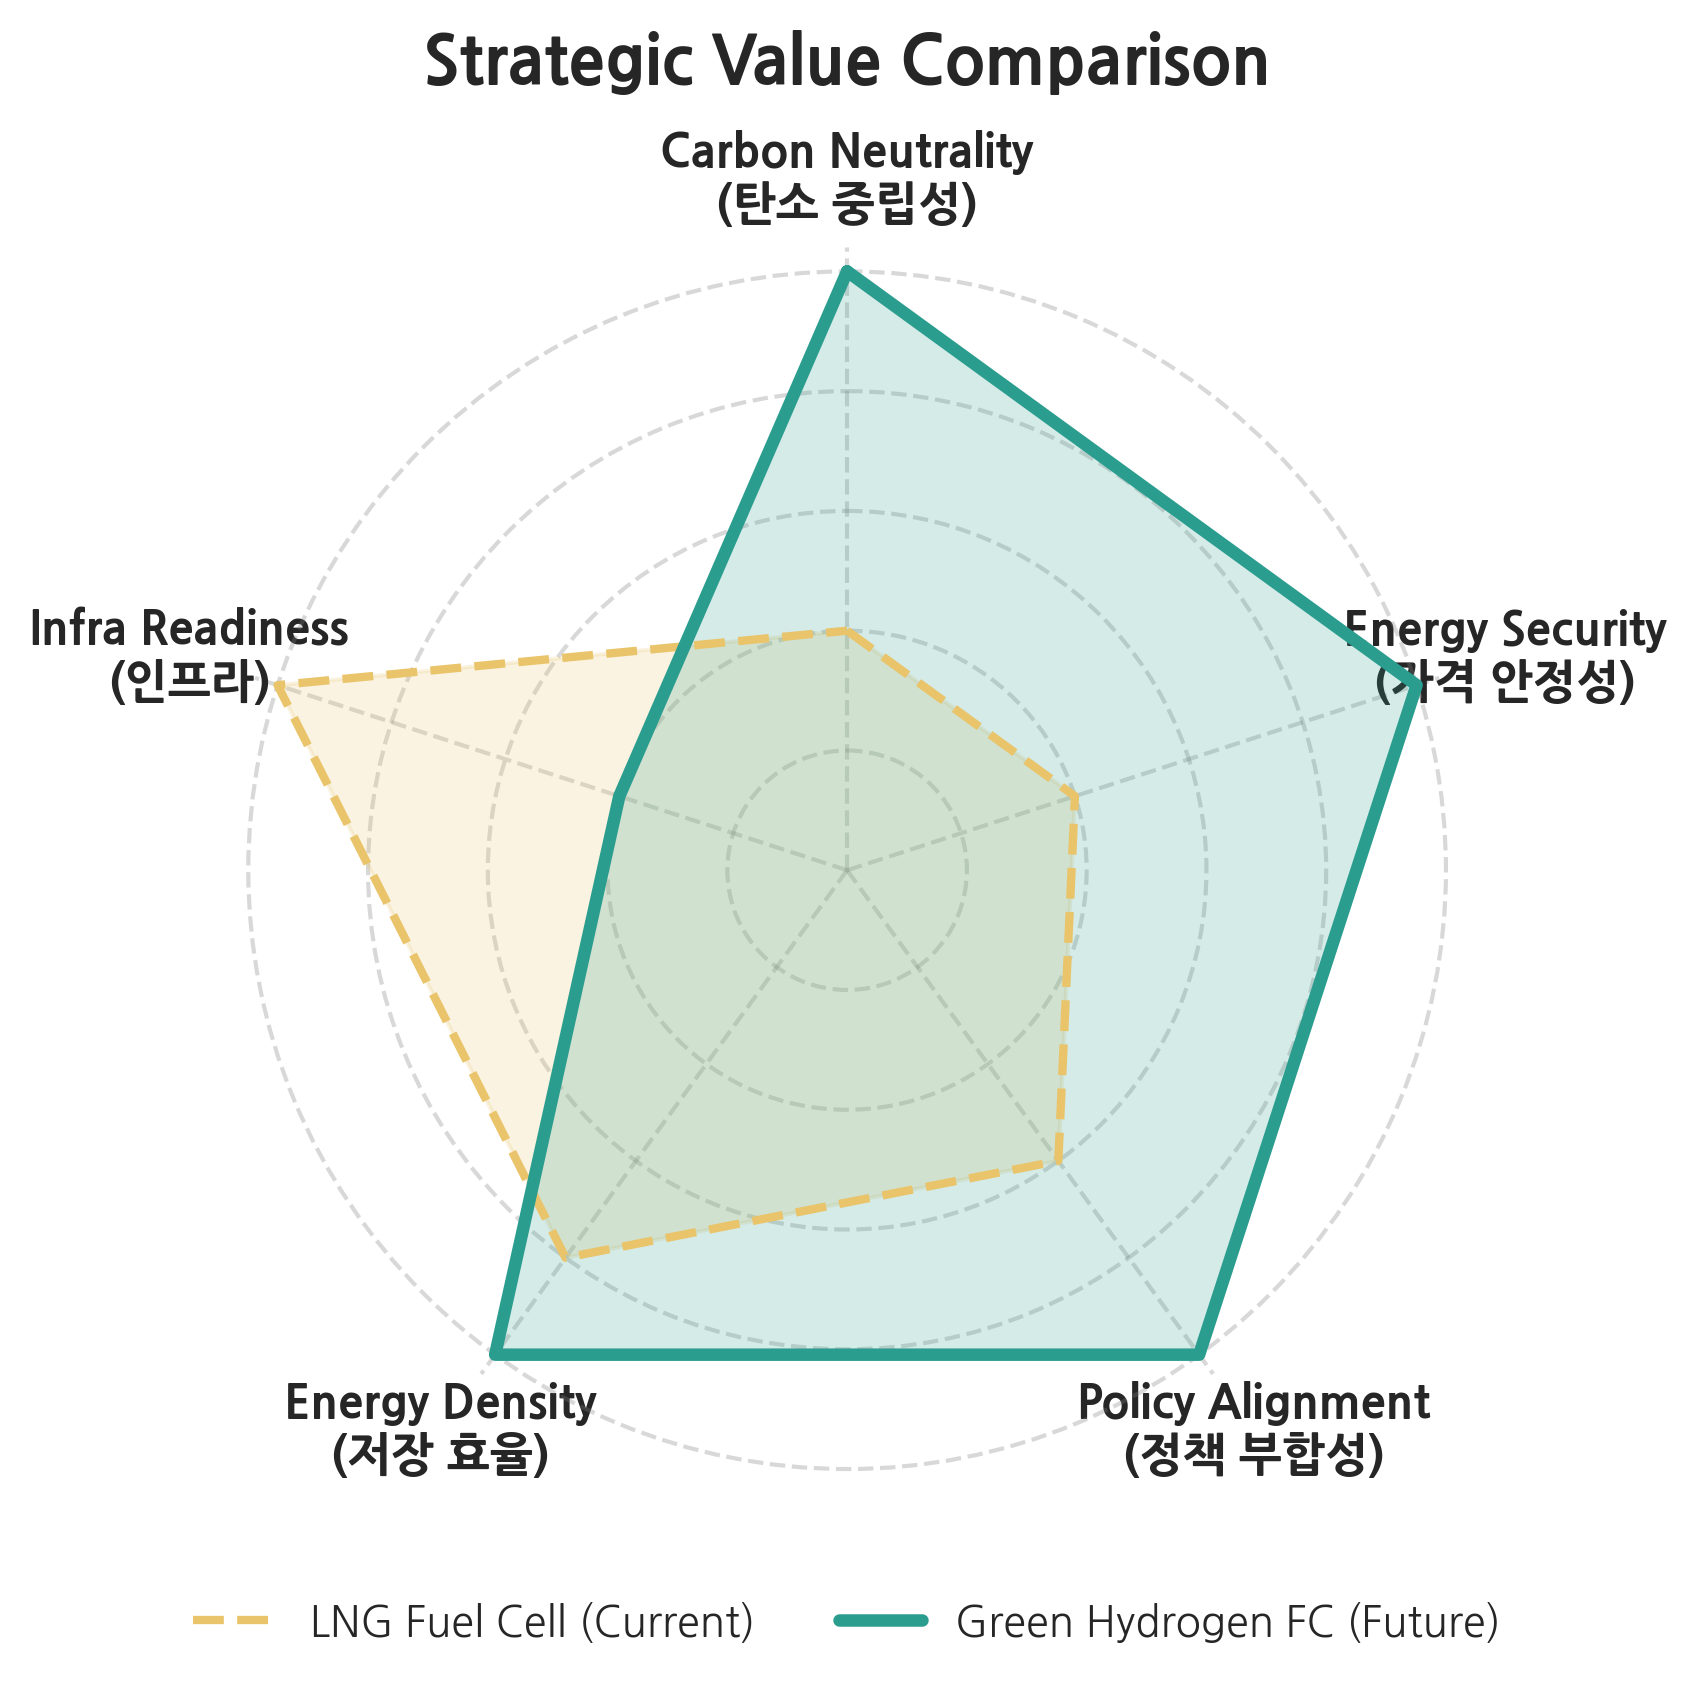 Strategic Value Comparison
Carbon Neutrality
(탄소 중립성)
Infra Readiness
(인프라)
Energy Security
(가격 안정성)
Energy Density
(저장 효율)
Policy Alignment
(정책 부합성)
LNG Fuel Cell (Current)
Green Hydrogen FC (Future)